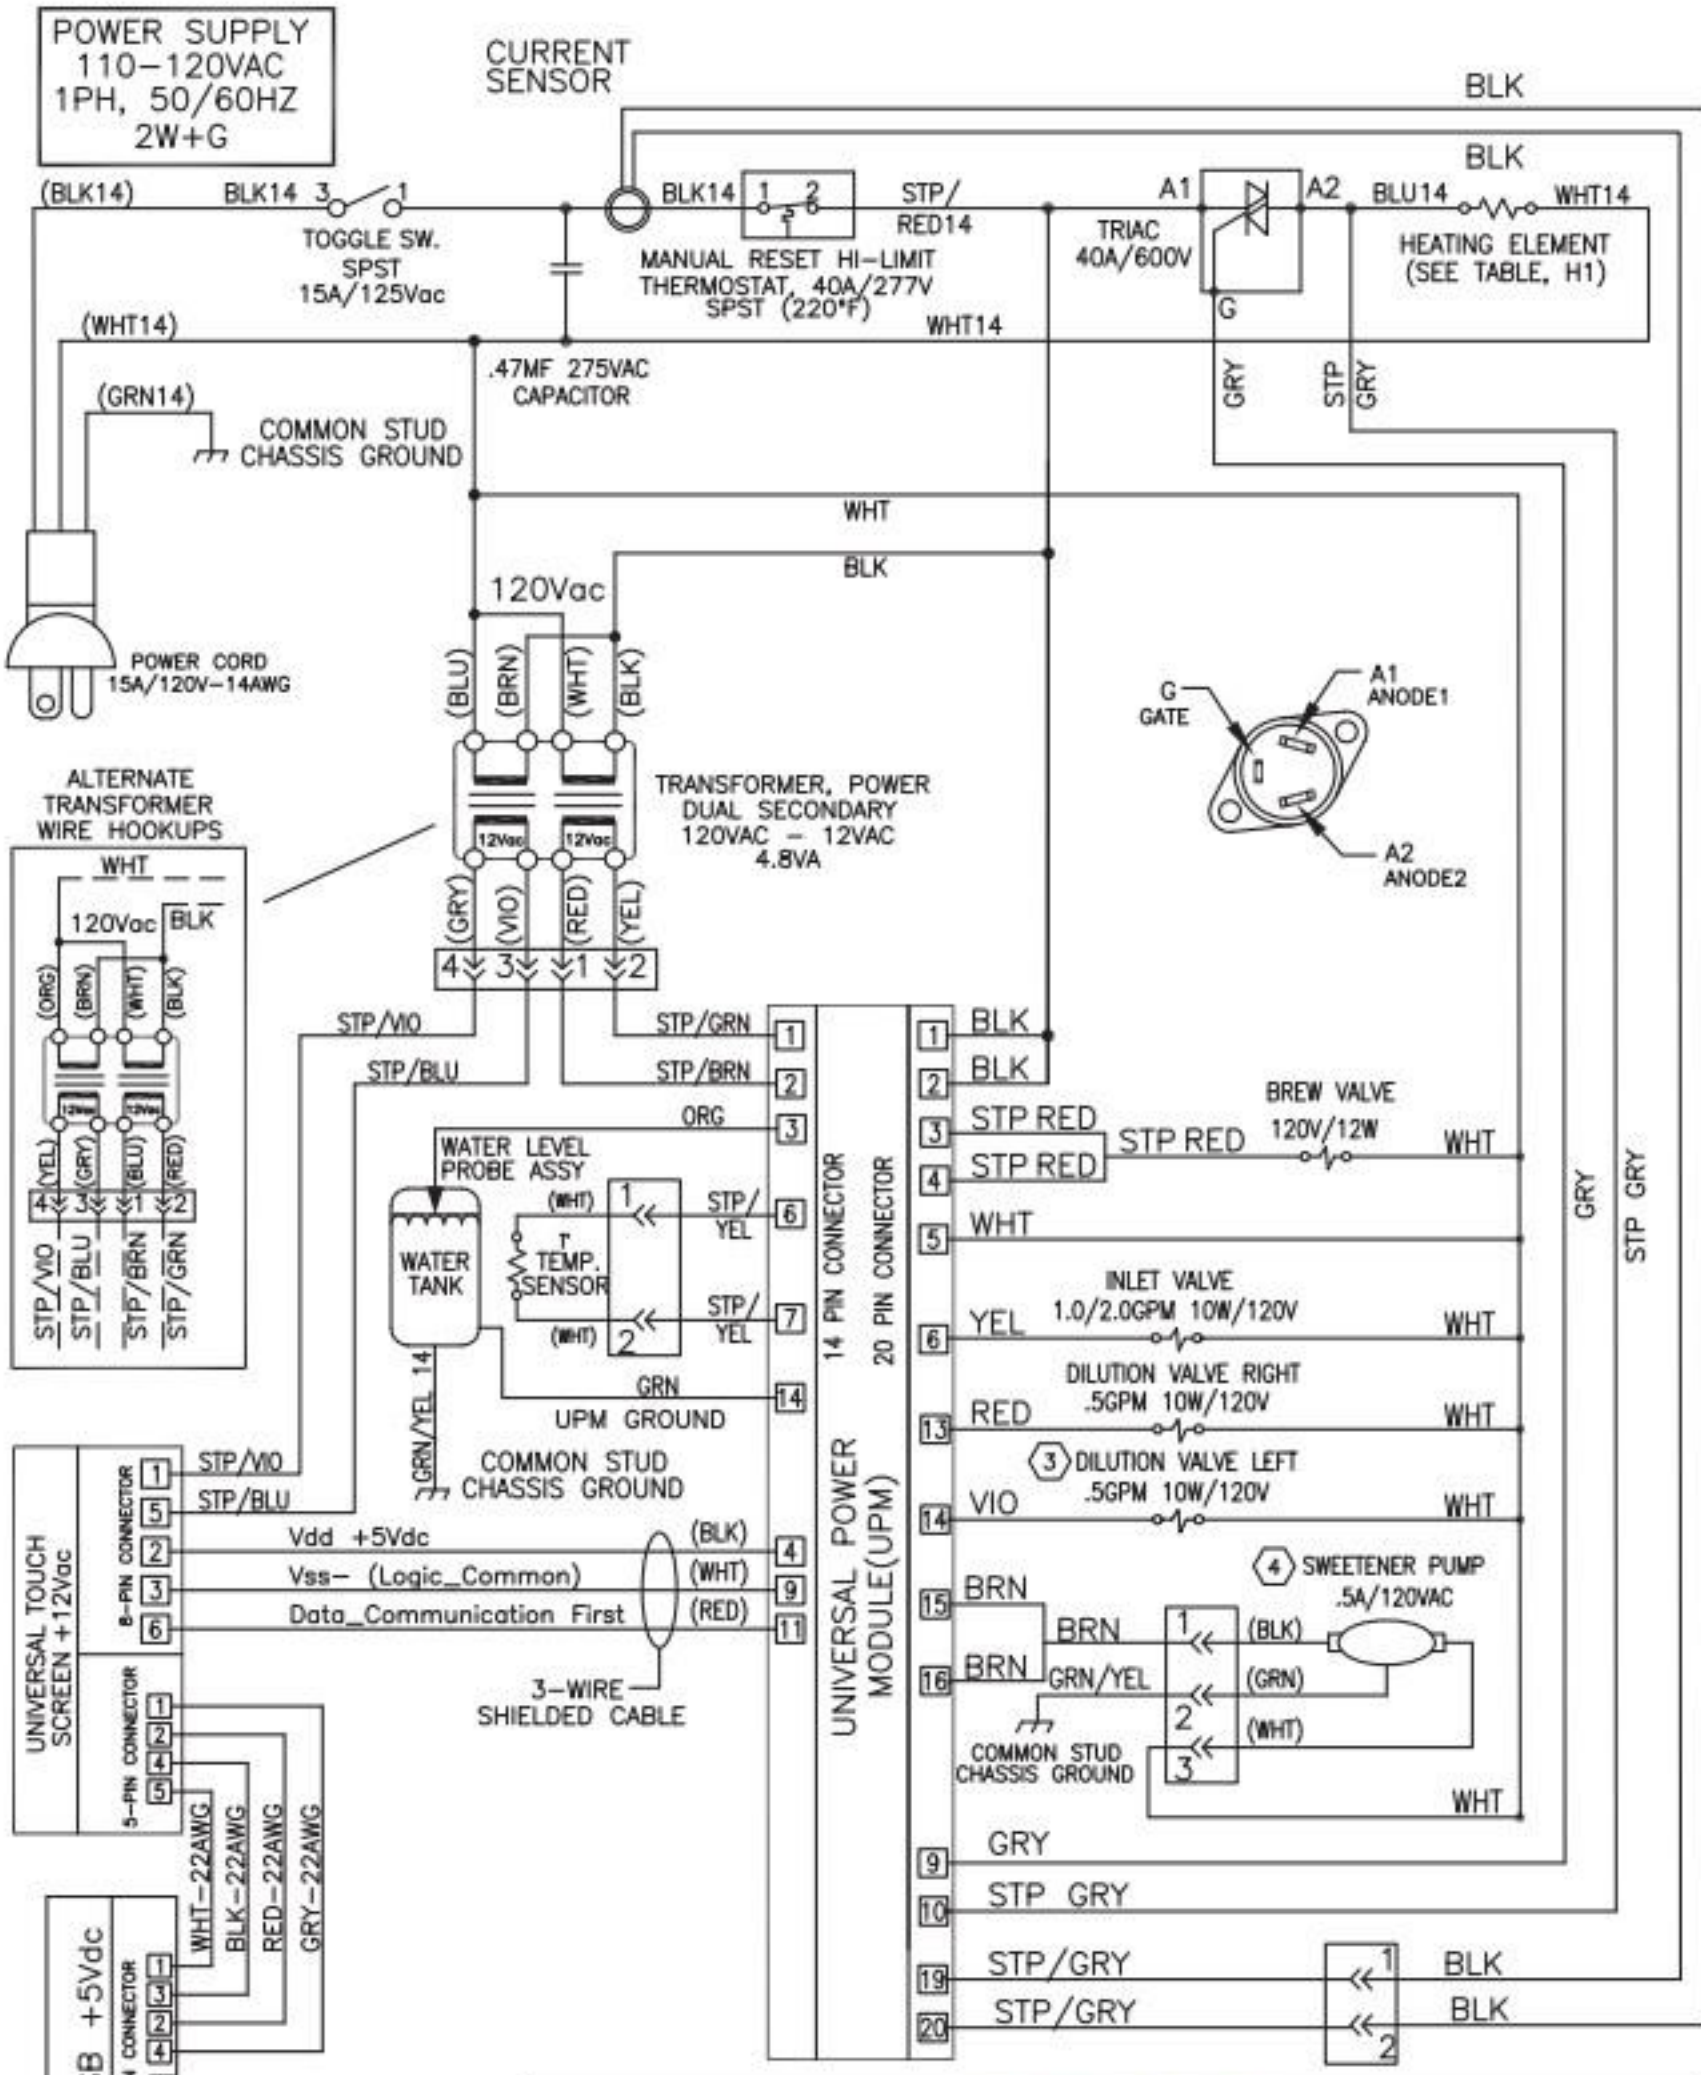 POWER SUPPLY
110-120VAC
1PH, 50/60HZ
2W+G
CURRENT
SENSOR
BLK
BLK
(BLK14)
BLK14
3
1
TOGGLE SW.
SPST
15A/125Vac
BLK14
1
2
STP/
RED14
MANUAL RESET HI-LIMIT
THERMOSTAT, 40A/277V
SPST (220°F)
A1
A2
TRIAC
40A/600V
G
BLU14
WHT14
HEATING ELEMENT
(SEE TABLE, H1)
(WHT14)
WHT14
.47MF 275VAC
CAPACITOR
GRY
STP
GRY
(GRN14)
COMMON STUD
CHASSIS GROUND
WHT
BLK
120Vac
POWER CORD
15A/120V-14AWG
(BLU)
(BRN)
(WHT)
(BLK)
12Vac
12Vac
TRANSFORMER, POWER
DUAL SECONDARY
120VAC - 12VAC
4.8VA
(GRY)
(VIO)
(RED)
(YEL)
4
3
1
2
G
GATE
A1
ANODE1
A2
ANODE2
ALTERNATE
TRANSFORMER
WIRE HOOKUPS
WHT
120Vac
BLK
(ORG)
(BRN)
(WHT)
(BLK)
12Vac
12Vac
(YEL)
(GRY)
(BLU)
(RED)
4
3
1
2
STP/VIO
STP/BLU
STP/BRN
STP/GRN
STP/VIO
STP/GRN
1
STP/BLU
STP/BRN
2
ORG
3
WATER LEVEL
PROBE ASSY
WATER
TANK
(WHT)
1
STP/
YEL
6
T
TEMP.
SENSOR
(WHT)
2
STP/
YEL
7
GRN
14
UPM GROUND
GRN/YEL 14
COMMON STUD
CHASSIS GROUND
14 PIN CONNECTOR
20 PIN CONNECTOR
UNIVERSAL POWER
MODULE(UPM)
1
BLK
2
BLK
3
STP RED
4
STP RED
STP RED
BREW VALVE
120V/12W
WHT
5
WHT
INLET VALVE
1.0/2.0GPM 10W/120V
6
YEL
WHT
DILUTION VALVE RIGHT
.5GPM 10W/120V
13
RED
WHT
3
DILUTION VALVE LEFT
.5GPM 10W/120V
14
VIO
WHT
4
SWEETENER PUMP
.5A/120VAC
15
BRN
16
BRN
BRN
1
(BLK)
GRN/YEL
2
(GRN)
3
(WHT)
COMMON STUD
CHASSIS GROUND
WHT
GRY
STP GRY
9
GRY
10
STP GRY
19
STP/GRY
1
BLK
20
STP/GRY
2
BLK
UNIVERSAL TOUCH
SCREEN +12Vac
8-PIN CONNECTOR
1
STP/VIO
5
STP/BLU
2
Vdd +5Vdc
(BLK)
4
3
Vss- (Logic_Common)
(WHT)
9
6
Data_Communication First
(RED)
11
3-WIRE
SHIELDED CABLE
5-PIN CONNECTOR
1
2
4
5
WHT-22AWG
BLK-22AWG
RED-22AWG
GRY-22AWG
+5Vdc
CONNECTOR
1
3
2
4